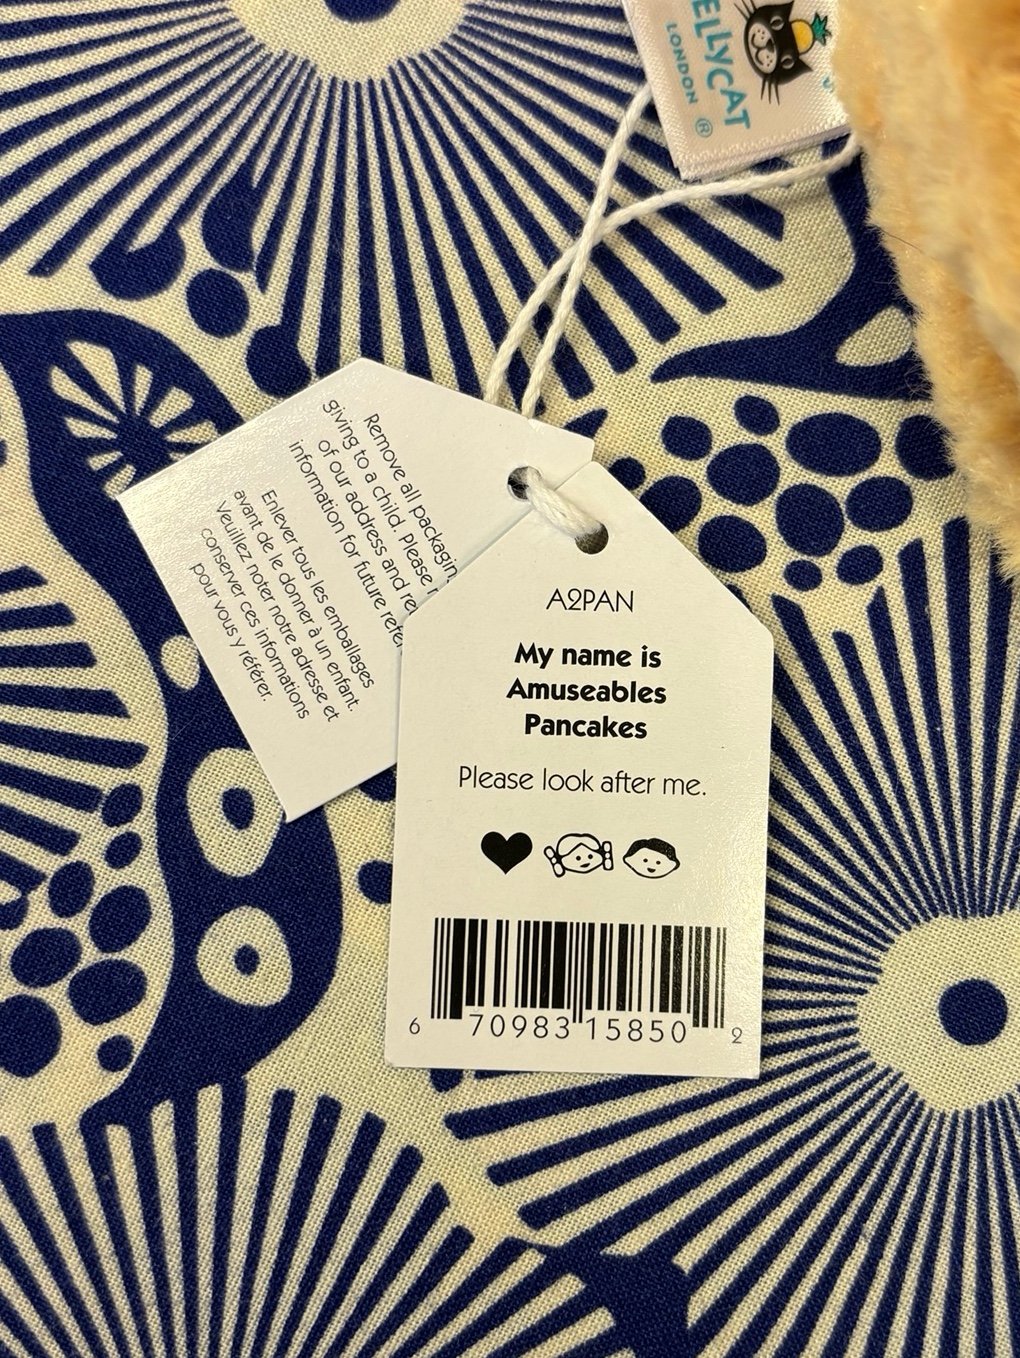 ELLYCAT
LONDON ®
Remove all packagin
giving to a child. Please
of our address and re
information for future refer
Enlever tous les emballages
avant de le donner à un enfant.
Veuillez noter notre adresse et
conserver ces informations
pour vous y référer.
A2PAN
My name is
Amuseables
Pancakes
Please look after me.
6 70983 15850 2